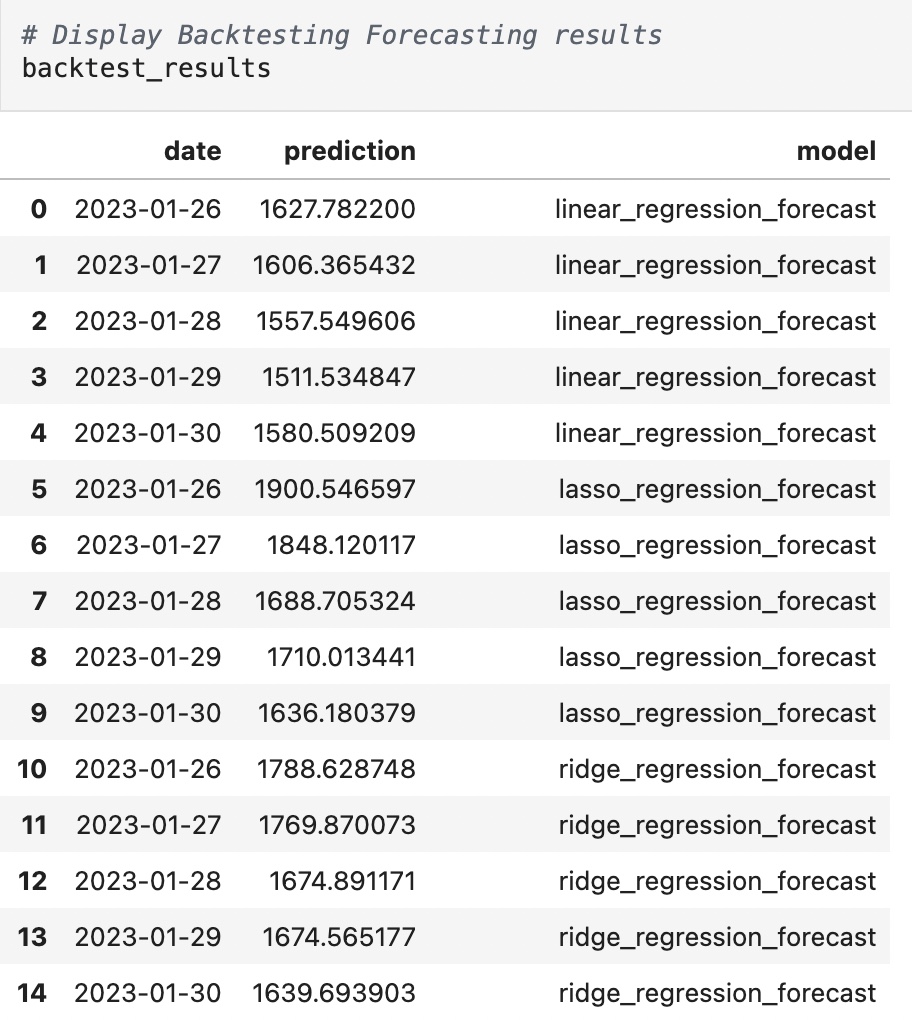 # Display Backtesting Forecasting results
backtest_results
date prediction model
0 2023-01-26 1627.782200 linear_regression_forecast
1 2023-01-27 1606.365432 linear_regression_forecast
2 2023-01-28 1557.549606 linear_regression_forecast
3 2023-01-29 1511.534847 linear_regression_forecast
4 2023-01-30 1580.509209 linear_regression_forecast
5 2023-01-26 1900.546597 lasso_regression_forecast
6 2023-01-27 1848.120117 lasso_regression_forecast
7 2023-01-28 1688.705324 lasso_regression_forecast
8 2023-01-29 1710.013441 lasso_regression_forecast
9 2023-01-30 1636.180379 lasso_regression_forecast
10 2023-01-26 1788.628748 ridge_regression_forecast
11 2023-01-27 1769.870073 ridge_regression_forecast
12 2023-01-28 1674.891171 ridge_regression_forecast
13 2023-01-29 1674.565177 ridge_regression_forecast
14 2023-01-30 1639.693903 ridge_regression_forecast